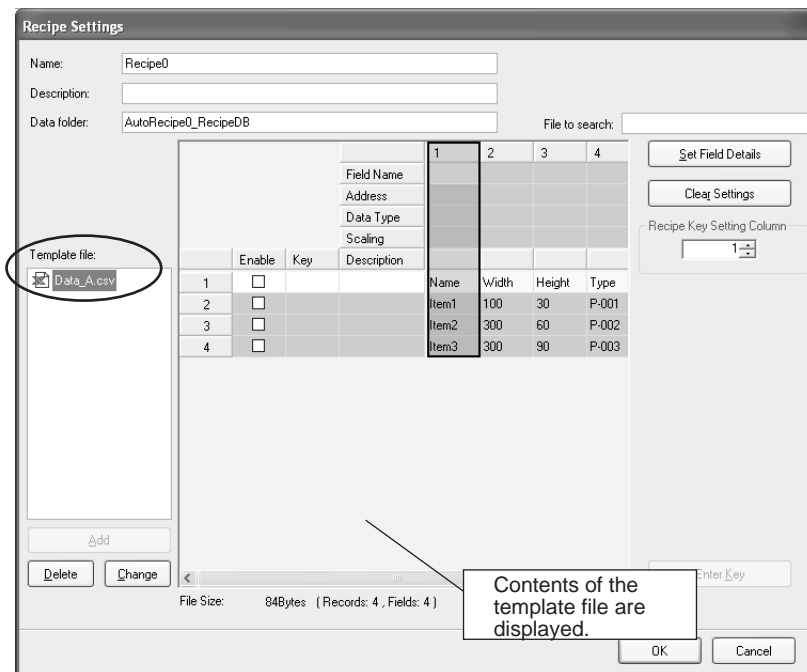 Recipe Settings
Name: Recipe0
Description:
Data folder: AutoRecipe0_RecipeDB
File to search:
1 2 3 4
Field Name
Address
Data Type
Scaling
Enable Key Description
1 Name Width Height Type
2 Item1 100 30 P-001
3 Item2 300 60 P-002
4 Item3 300 90 P-003
Template file:
Data_A.csv
Set Field Details
Clear Settings
Recipe Key Setting Column
1
Add
Delete Change
File Size: 84Bytes ( Records: 4 , Fields: 4 )
Contents of the
template file are
displayed.
Enter Key
OK Cancel